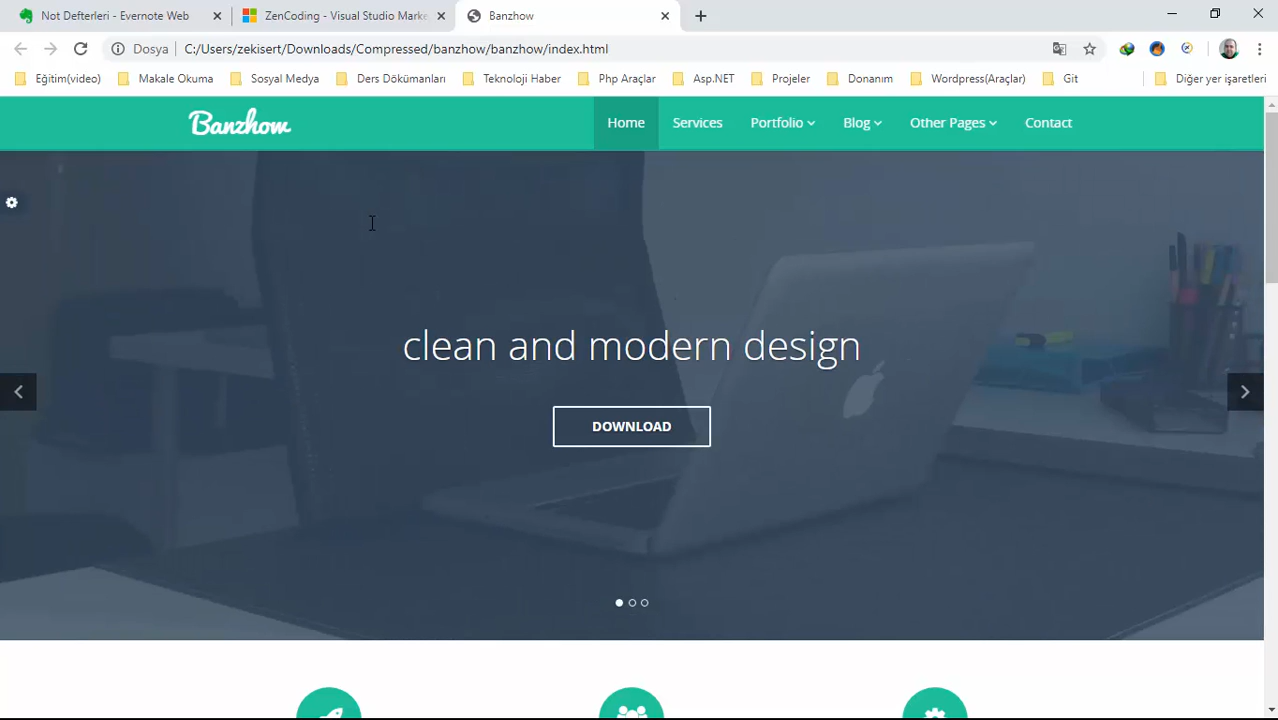 Not Defterleri - Evernote Web
ZenCoding - Visual Studio Marke
Banzhow
Dosya
C:/Users/zekisert/Downloads/Compressed/banzhow/banzhow/index.html
Eğitim(video)
Makale Okuma
Sosyal Medya
Ders Dökümanları
Teknoloji Haber
Php Araçlar
Asp.NET
Projeler
Donanım
Wordpress(Araçlar)
Git
Diğer yer işaretleri
Banzhow
Home
Services
Portfolio
Blog
Other Pages
Contact
clean and modern design
DOWNLOAD